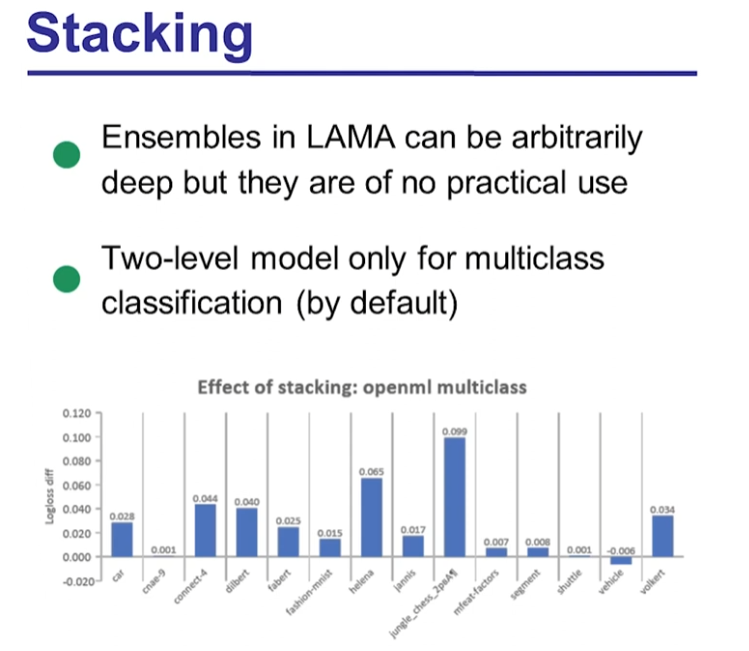 Stacking
Ensembles in LAMA can be arbitrarily
deep but they are of no practical use
Two-level model only for multiclass
classification (by default)
Effect of stacking: openml multiclass
Logloss diff
0.120
0.100
0.080
0.060
0.040
0.020
0.000
-0.020
0.028
0.001
0.044
0.040
0.025
0.015
0.065
0.017
0.099
0.007
0.008
0.001
-0.006
0.034
car
cnae-9
connect-4
dilbert
fabert
fashion-mnist
helena
jannis
mfeat-factors
segment
shuttle
vehicle
volkert